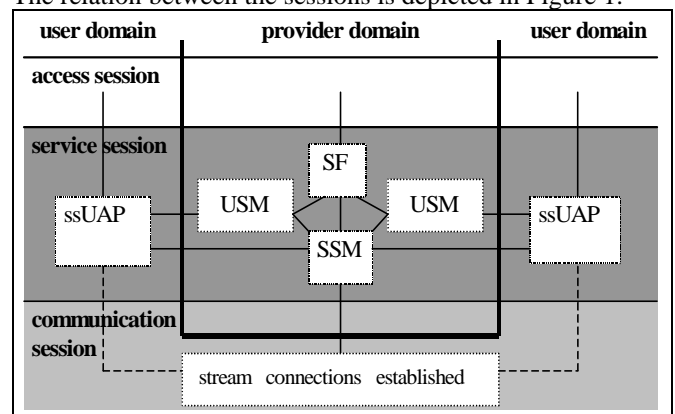 The relation between the sessions is depicted in Figure 1.
user domain provider domain user domain
access session
service session
SF
USM USM
ssUAP ssUAP
SSM
communication
session
stream connections established